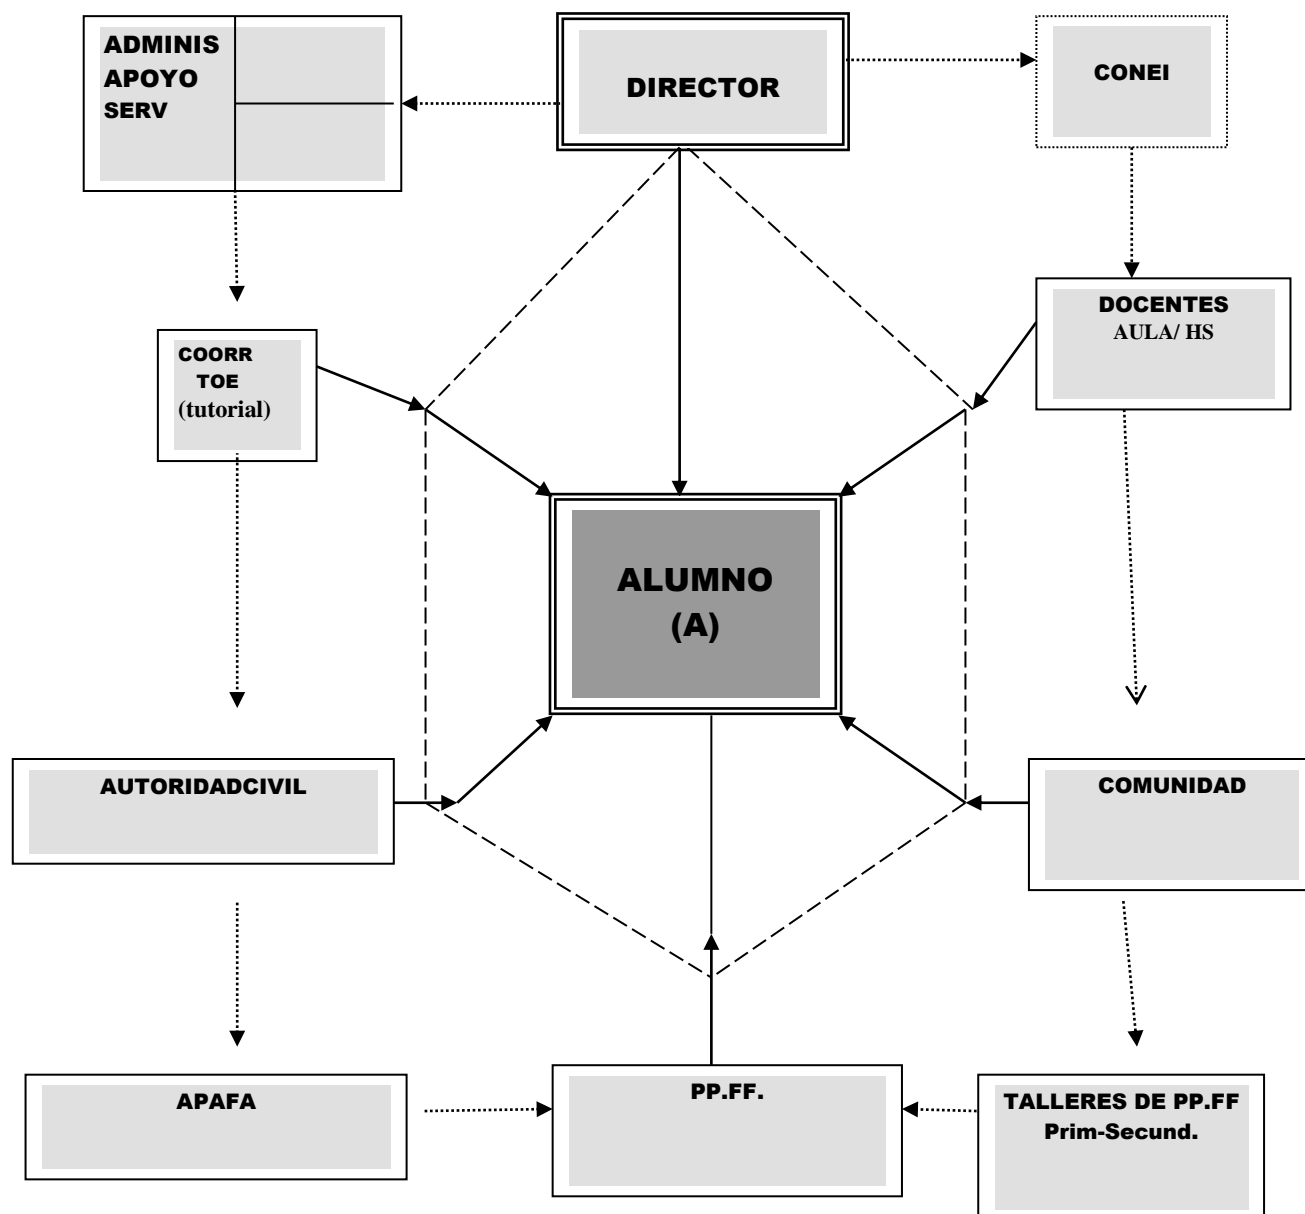 ADMINIS
APOYO
SERV
DIRECTOR
CONEI
COORR
TOE
(tutorial)
DOCENTES
AULA/ HS
ALUMNO
(A)
AUTORIDADCIVIL
COMUNIDAD
APAFA
PP.FF.
TALLERES DE PP.FF
Prim-Secund.